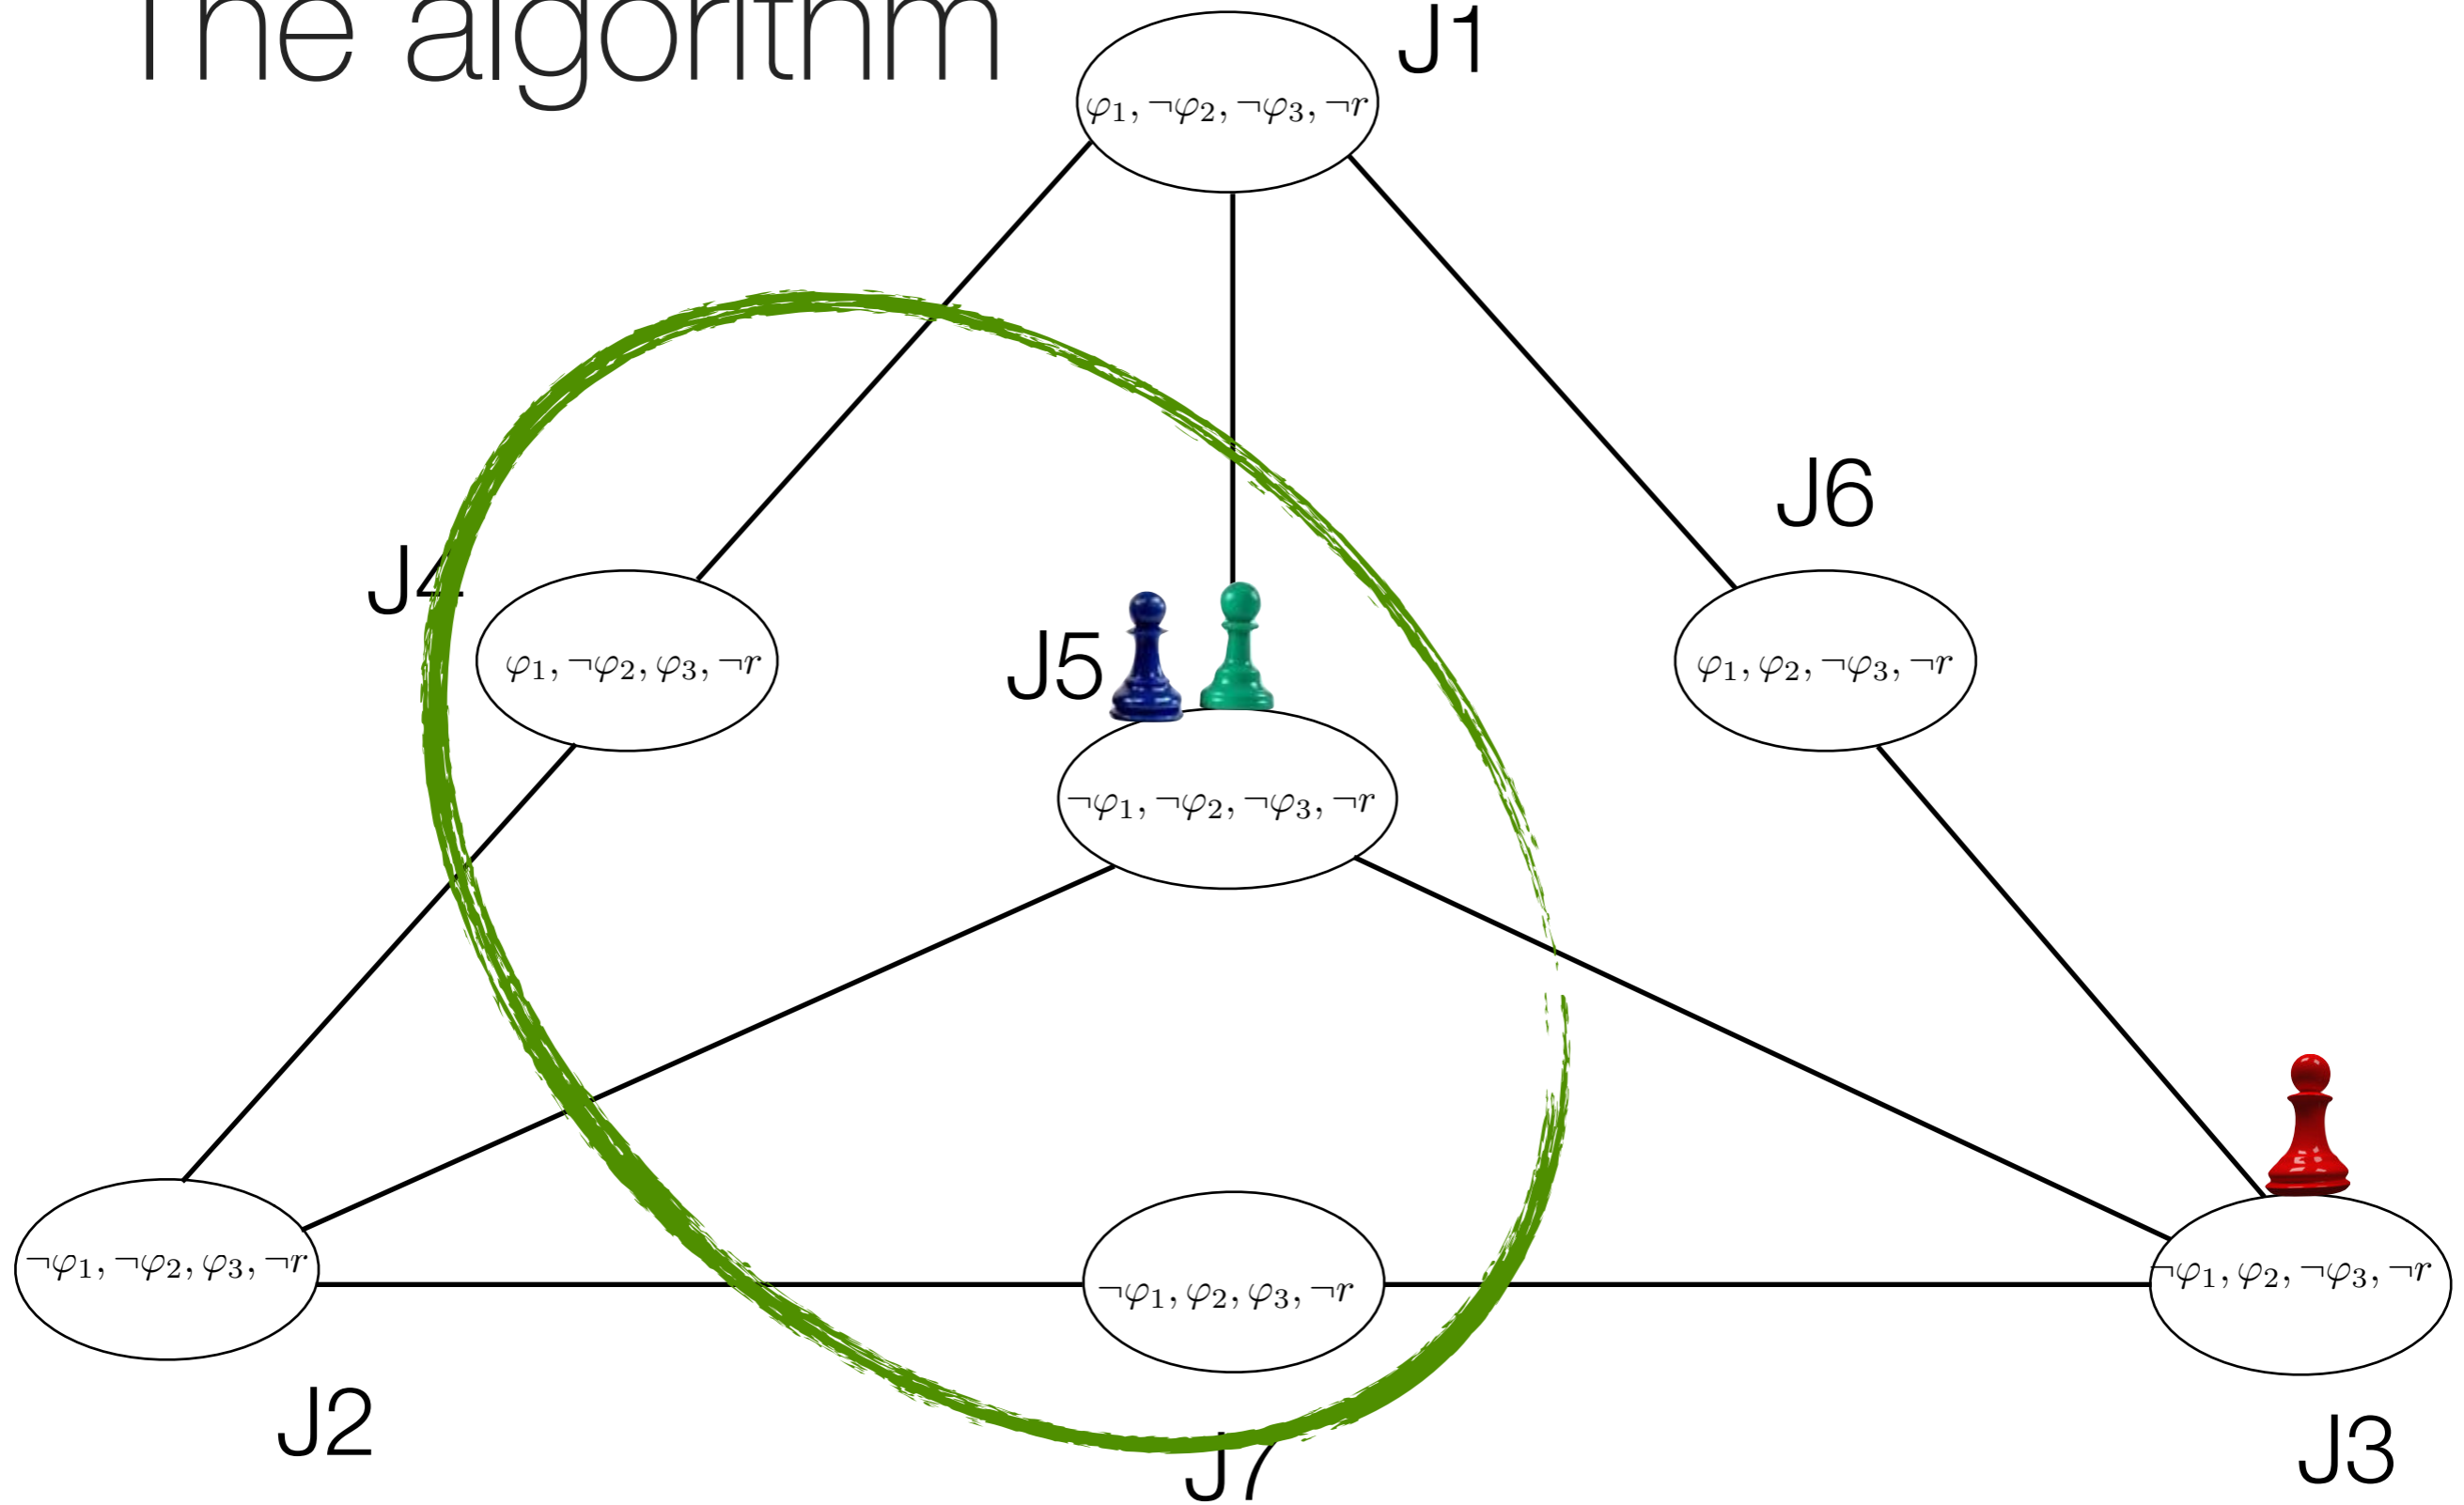 The algorithm
J1
φ₁, ¬φ₂, ¬φ₃, ¬r
J6
J4
φ₁, ¬φ₂, φ₃, ¬r
J5
φ₁, φ₂, ¬φ₃, ¬r
¬φ₁, ¬φ₂, ¬φ₃, ¬r
¬φ₁, ¬φ₂, φ₃, ¬r
¬φ₁, φ₂, φ₃, ¬r
¬φ₁, φ₂, ¬φ₃, ¬r
J2
J7
J3